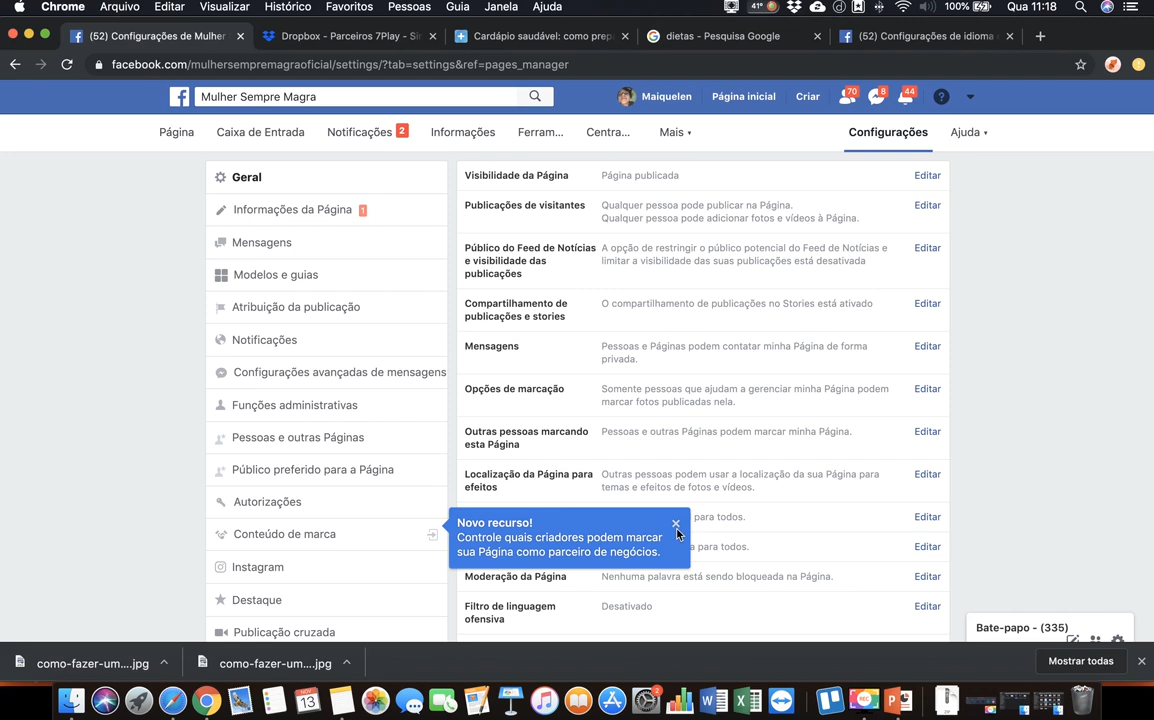 Chrome Arquivo Editar Visualizar Histórico Favoritos Pessoas Guia Janela Ajuda 41° 100% Qua 11:18
(52) Configurações de Mulher Dropbox - Parceiros 7Play - Si Cardápio saudável: como prep dietas - Pesquisa Google (52) Configurações de idioma
facebook.com/mulhersempremagraoficial/settings/?tab=settings&ref=pages_manager
Mulher Sempre Magra Maiquelen Página inicial Criar 70 8 44
Página Caixa de Entrada Notificações 2 Informações Ferram... Centra... Mais Configurações Ajuda
Geral
Informações da Página 1
Mensagens
Modelos e guias
Atribuição da publicação
Notificações
Configurações avançadas de mensagens
Funções administrativas
Pessoas e outras Páginas
Público preferido para a Página
Autorizações
Conteúdo de marca
Instagram
Destaque
Publicação cruzada
Visibilidade da Página Página publicada Editar
Publicações de visitantes Qualquer pessoa pode publicar na Página. Editar
Qualquer pessoa pode adicionar fotos e vídeos à Página.
Público do Feed de Notícias A opção de restringir o público potencial do Feed de Notícias e Editar
e visibilidade das limitar a visibilidade das suas publicações está desativada
publicações
Compartilhamento de O compartilhamento de publicações no Stories está ativado Editar
publicações e stories
Mensagens Pessoas e Páginas podem contatar minha Página de forma Editar
privada.
Opções de marcação Somente pessoas que ajudam a gerenciar minha Página podem Editar
marcar fotos publicadas nela.
Outras pessoas marcando Pessoas e outras Páginas podem marcar minha Página. Editar
esta Página
Localização da Página para Outras pessoas podem usar a localização da sua Página para Editar
efeitos temas e efeitos de fotos e vídeos.
para todos. Editar
a para todos. Editar
Novo recurso!
Controle quais criadores podem marcar
sua Página como parceiro de negócios.
Moderação da Página Nenhuma palavra está sendo bloqueada na Página. Editar
Filtro de linguagem Desativado Editar
ofensiva
Bate-papo - (335)
como-fazer-um....jpg como-fazer-um....jpg Mostrar todas
NOV 13 2 REC ZIP